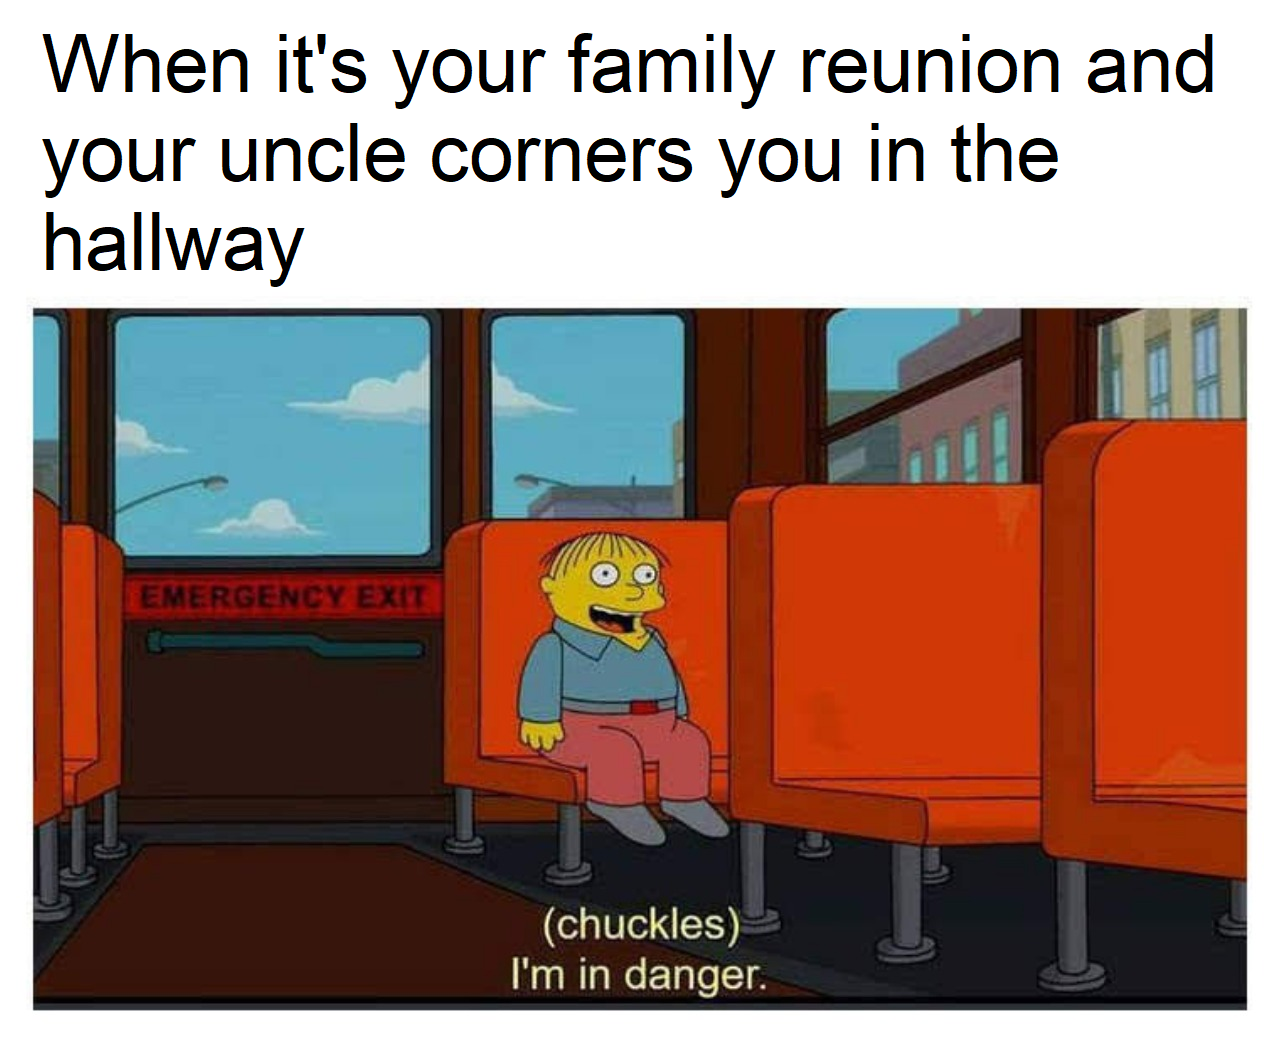 When it's your family reunion and
your uncle corners you in the
hallway
EMERGENCY EXIT
(chuckles)
I'm in danger.